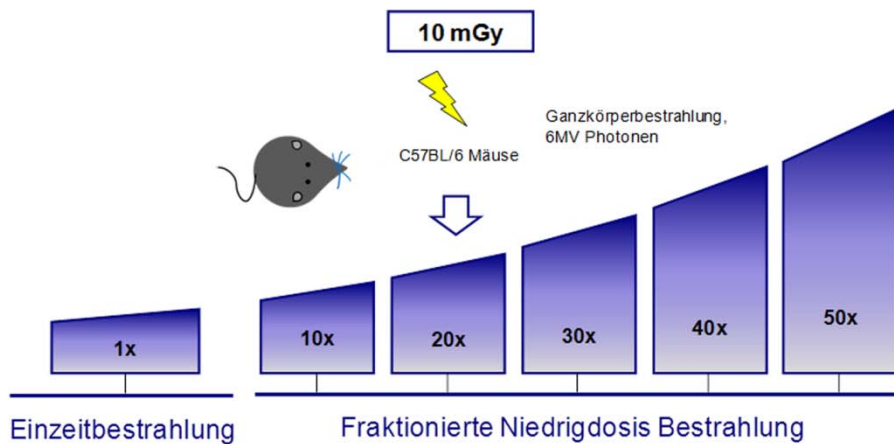 10 mGy
Ganzkörperbestrahlung,
6MV Photonen
C57BL/6 Mäuse
1x
10x
20x
30x
40x
50x
Einzeitbestrahlung
Fraktionierte Niedrigdosis Bestrahlung